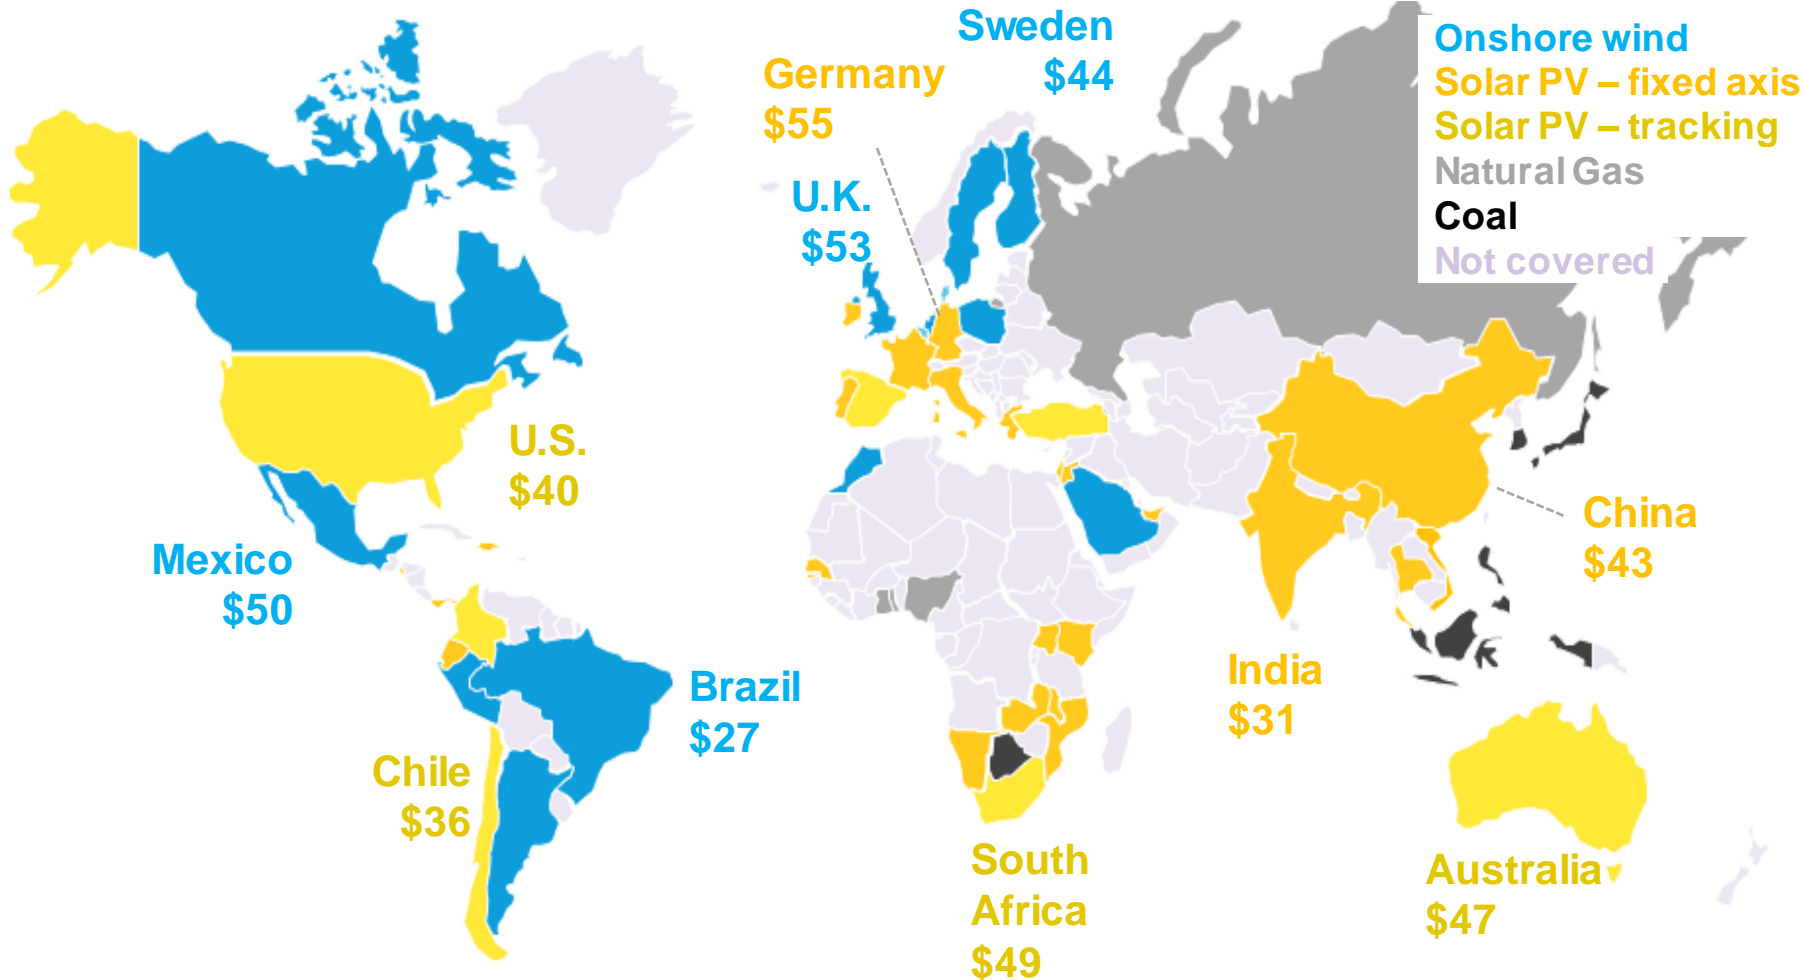 Sweden
$44
Germany
$55
U.K.
$53
Onshore wind
Solar PV – fixed axis
Solar PV – tracking
Natural Gas
Coal
Not covered
U.S.
$40
Mexico
$50
China
$43
Brazil
$27
India
$31
Chile
$36
South
Africa
$49
Australia
$47